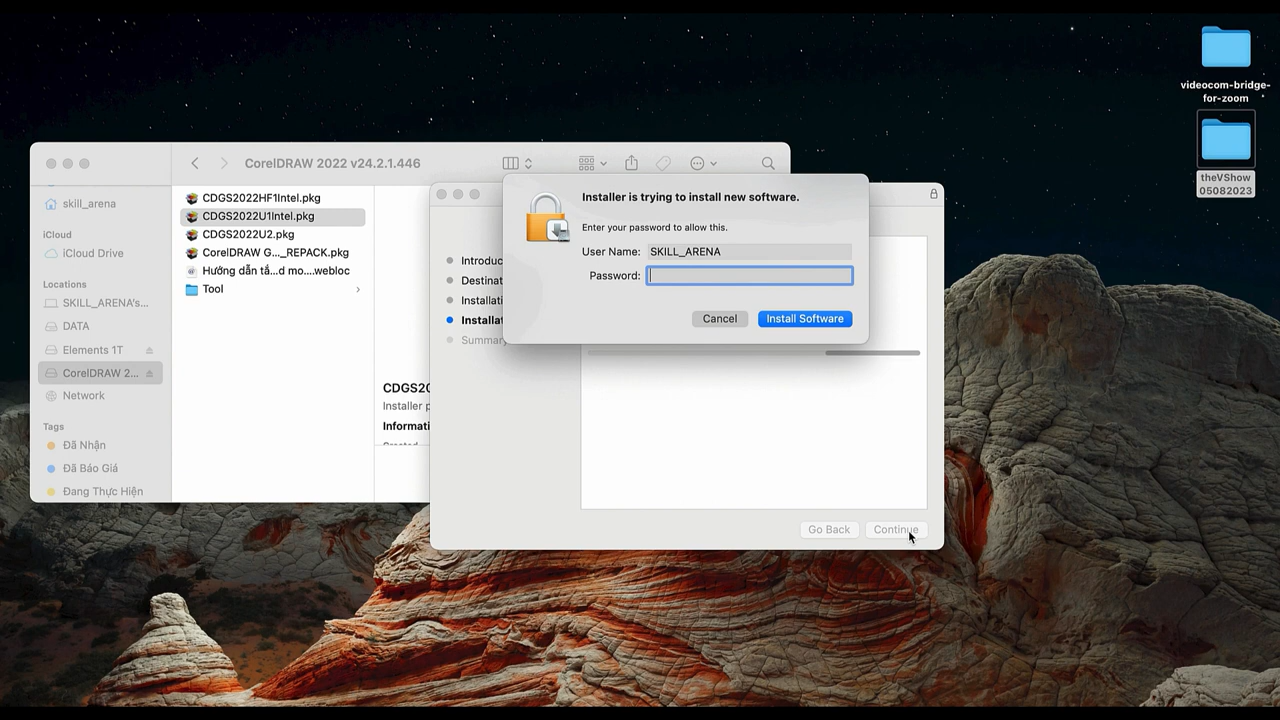 videocom-bridge-
for-zoom
theVShow
05082023
CorelDRAW 2022 v24.2.1.446
skill_arena
iCloud
iCloud Drive
Locations
SKILL_ARENA's...
DATA
Elements 1T
CorelDRAW 2...
Network
Tags
Đã Nhận
Đã Báo Giá
Đang Thực Hiện
CDGS2022HF1Intel.pkg
CDGS2022U1Intel.pkg
CDGS2022U2.pkg
CorelDRAW G..._REPACK.pkg
Hướng dẫn tắ...d mo....webloc
Tool
CDGS20
Installer p
Informati
Created
Introduc
Destinat
Installati
Installat
Summary
Installer is trying to install new software.
Enter your password to allow this.
User Name: SKILL_ARENA
Password:
Cancel
Install Software
Go Back
Continue